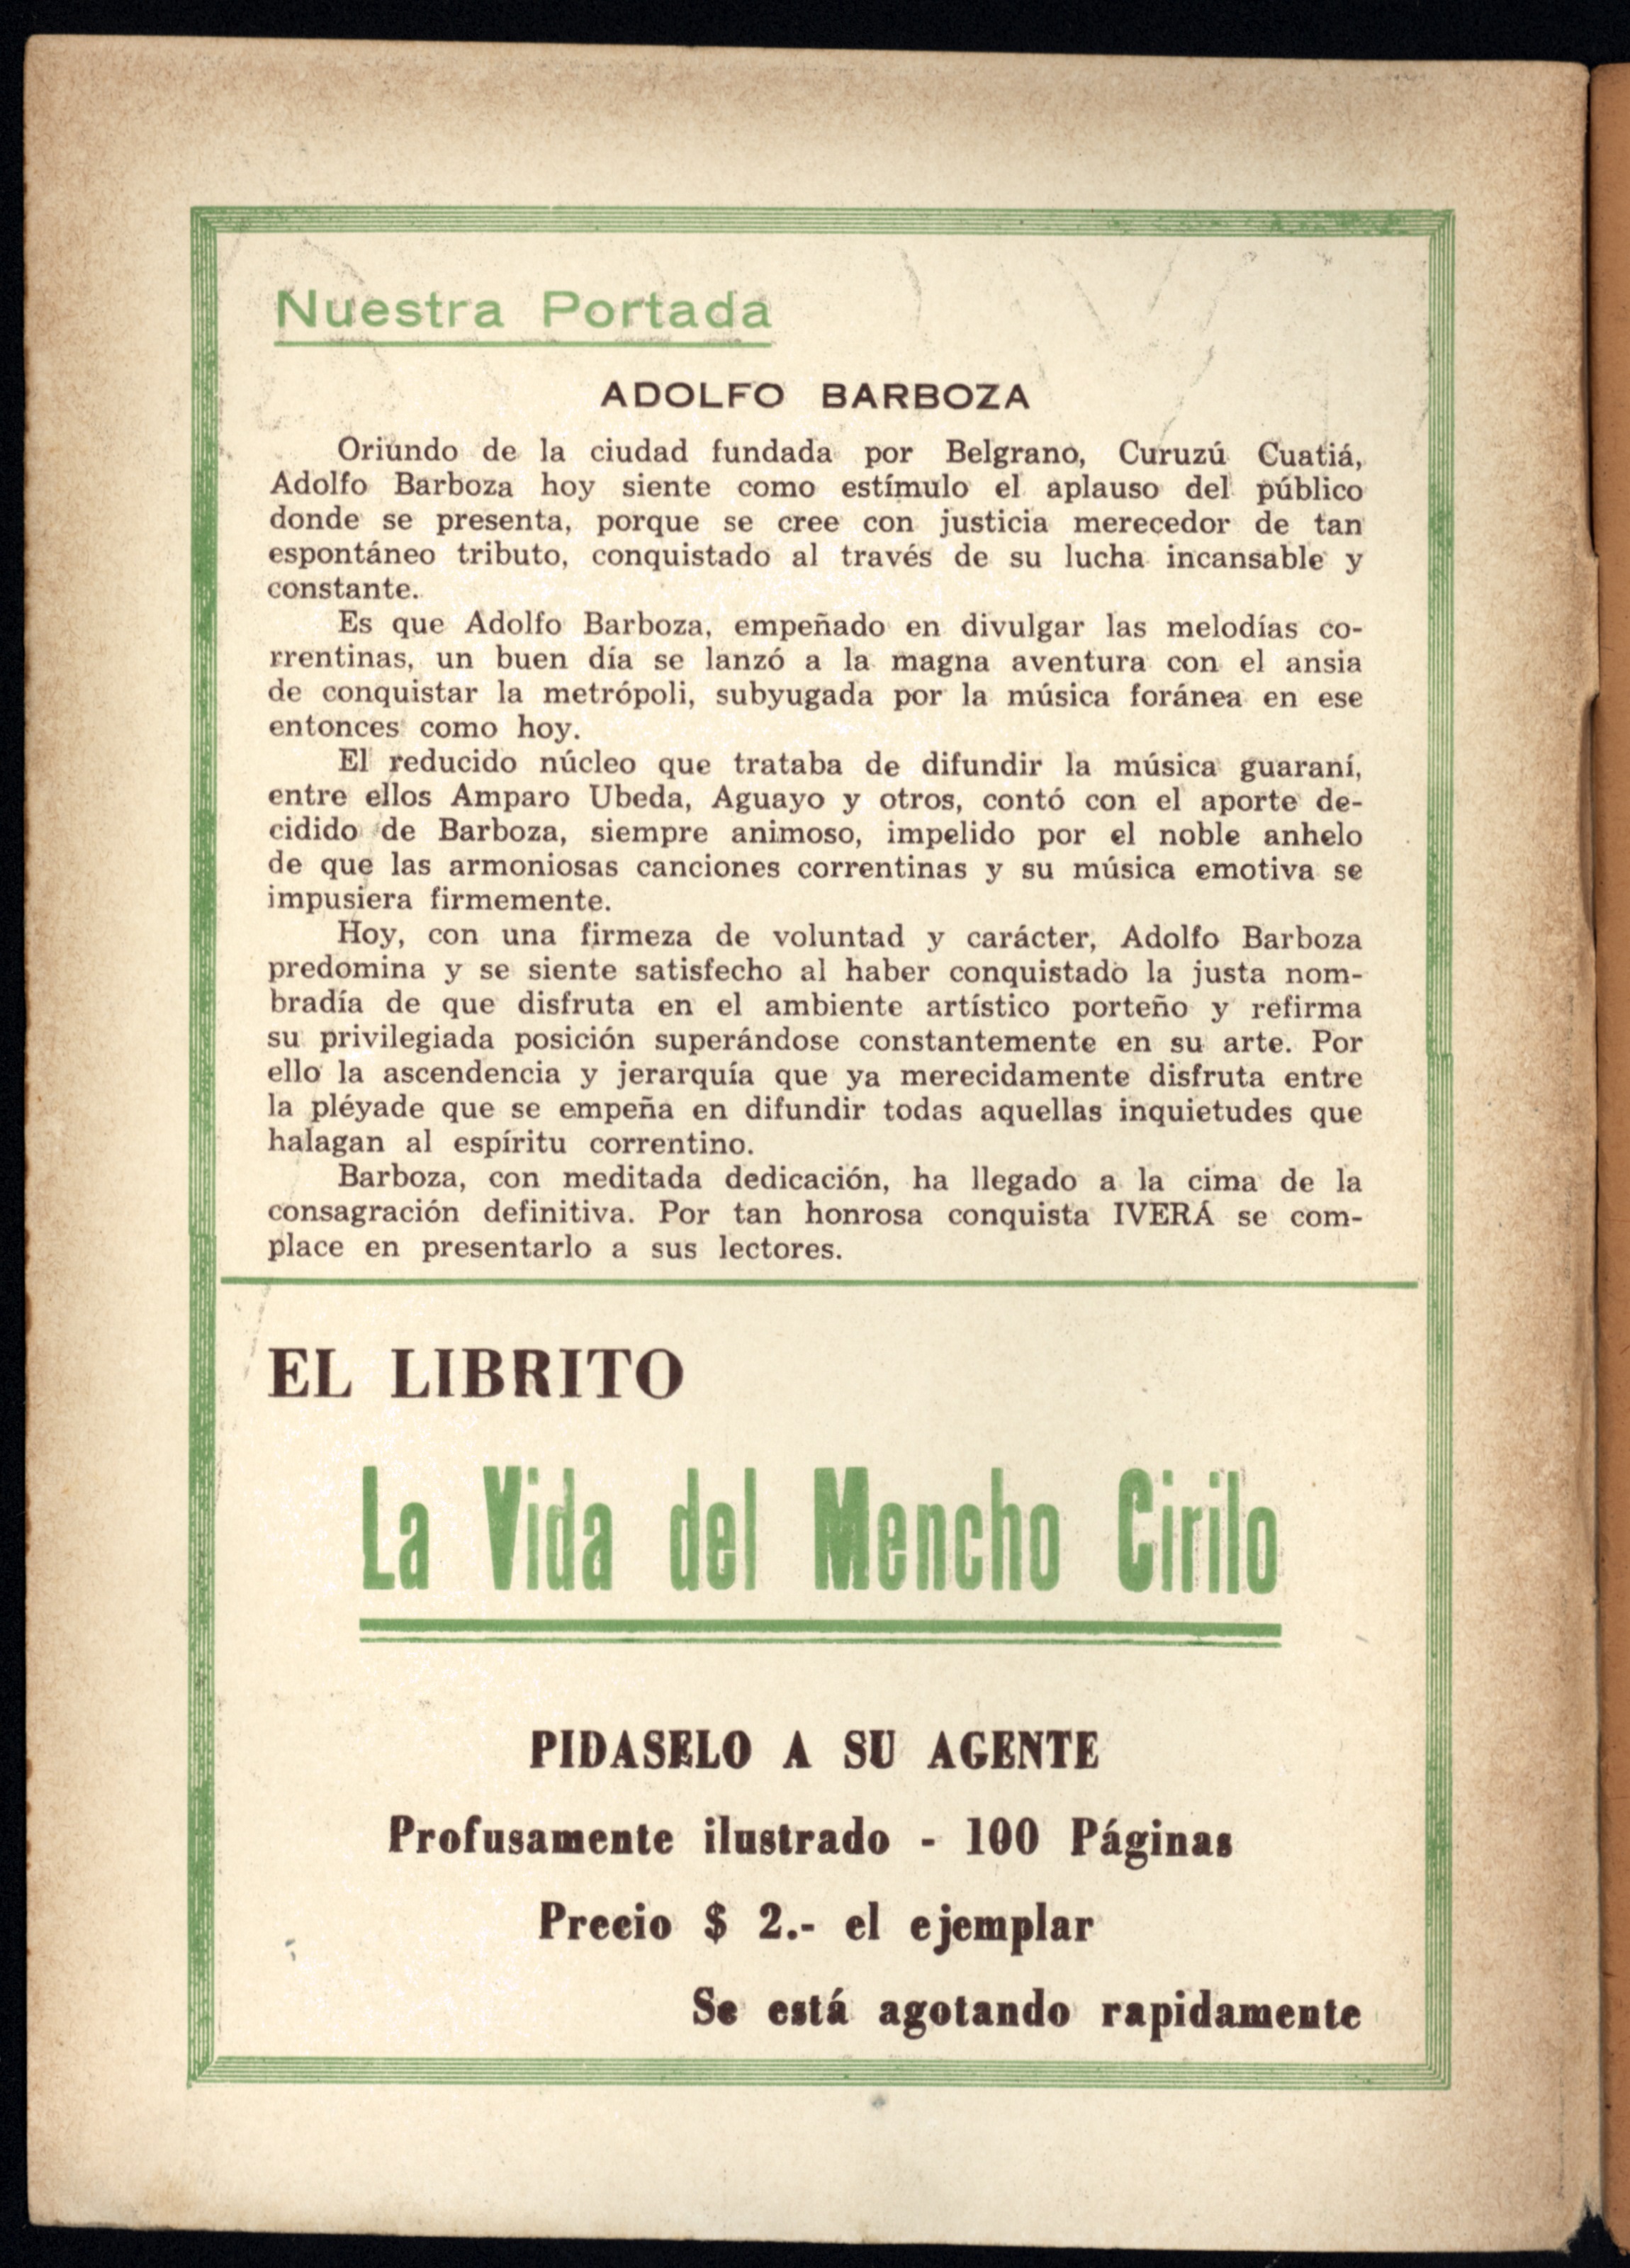 Nuestra Portada
ADOLFO BARBOZA
Oriundo de la ciudad fundada por Belgrano, Curuzú Cuatiá,
Adolfo Barboza hoy siente como estímulo el aplauso del público
donde se presenta, porque se cree con justicia merecedor de tan
espontáneo tributo, conquistado al través de su lucha incansable y
constante.
Es que Adolfo Barboza, empeñado en divulgar las melodías co-
rrentinas, un buen día se lanzó a la magna aventura con el ansia
de conquistar la metrópoli, subyugada por la música foránea en ese
entonces como hoy.
El reducido núcleo que trataba de difundir la música guaraní,
entre ellos Amparo Ubeda, Aguayo y otros, contó con el aporte de-
cidido de Barboza, siempre animoso, impelido por el noble anhelo
de que las armoniosas canciones correntinas y su música emotiva se
impusiera firmemente.
Hoy, con una firmeza de voluntad y carácter, Adolfo Barboza
predomina y se siente satisfecho al haber conquistado la justa nom-
bradía de que disfruta en el ambiente artístico porteño y refirma
su privilegiada posición superándose constantemente en su arte. Por
ello la ascendencia y jerarquía que ya merecidamente disfruta entre
la pléyade que se empeña en difundir todas aquellas inquietudes que
halagan al espíritu correntino.
Barboza, con meditada dedicación, ha llegado a la cima de la
consagración definitiva. Por tan honrosa conquista IVERÁ se com-
place en presentarlo a sus lectores.
EL LIBRITO
La Vida del Mencho Cirilo
PIDASELO A SU AGENTE
Profusamente ilustrado - 100 Páginas
Precio $ 2.- el ejemplar
Se está agotando rapidamente